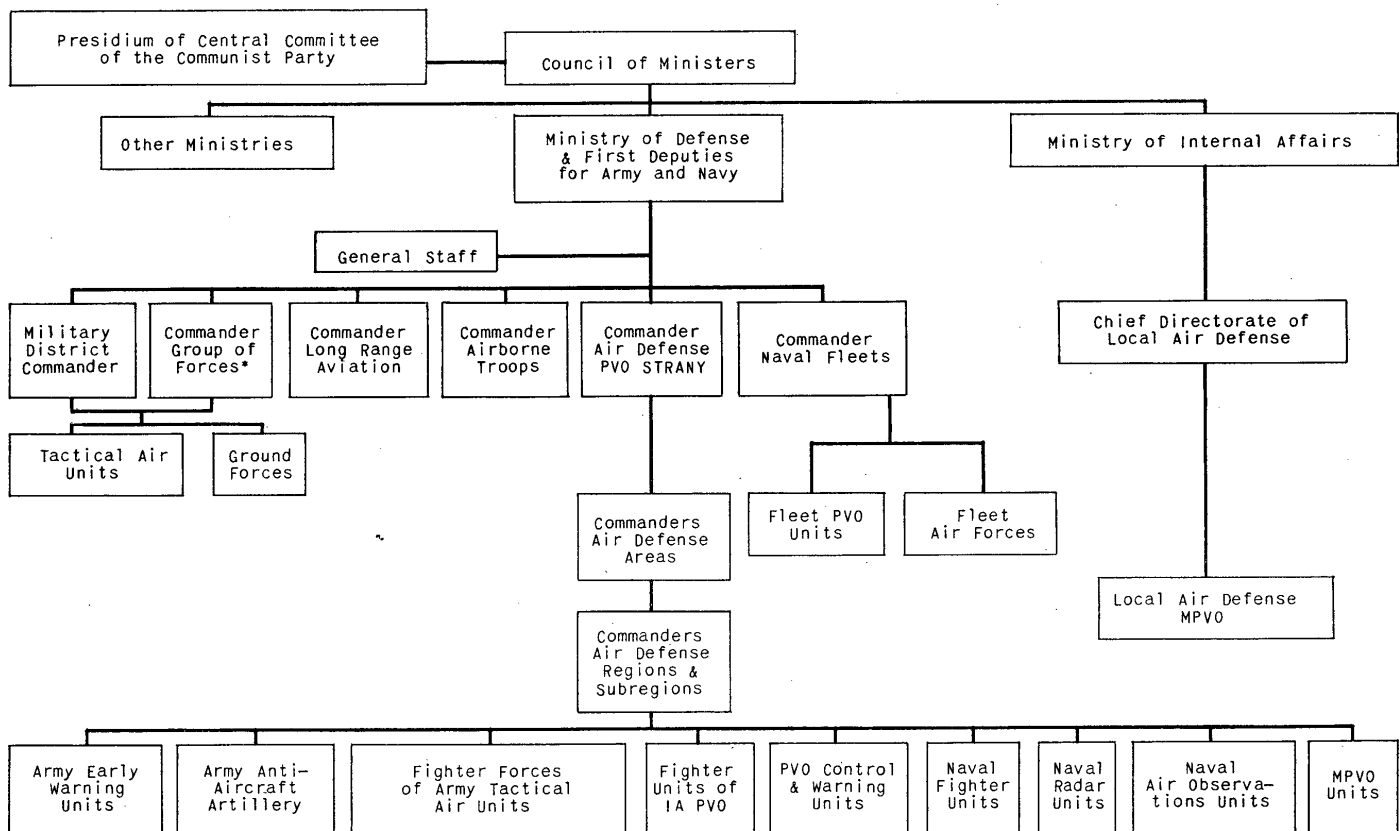 Presidium of Central Committee
of the Communist Party
Council of Ministers
Other Ministries
Ministry of Defense
& First Deputies
for Army and Navy
Ministry of Internal Affairs
General Staff
Military
District
Commander
Commander
Group of
Forces*
Commander
Long Range
Aviation
Commander
Airborne
Troops
Commander
Air Defense
PVO STRANY
Commander
Naval Fleets
Chief Directorate of
Local Air Defense
Tactical Air
Units
Ground
Forces
Commanders
Air Defense
Areas
Fleet PVO
Units
Fleet
Air Forces
Local Air Defense
MPVO
Commanders
Air Defense
Regions &
Subregions
Army Early
Warning
Units
Army Anti-
Aircraft
Artillery
Fighter Forces
of Army Tactical
Air Units
Fighter
Units of
IA PVO
PVO Control
& Warning
Units
Naval
Fighter
Units
Naval
Radar
Units
Naval
Air Observa-
tions Units
MPVO
Units